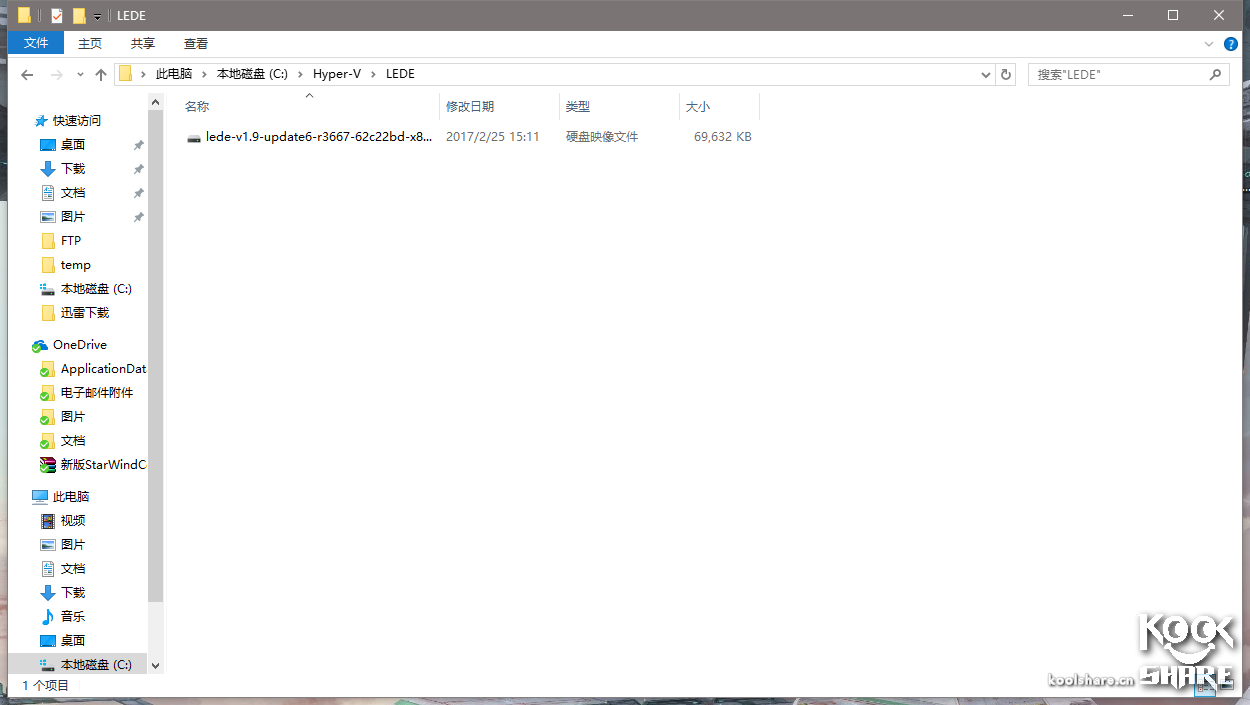 LEDE
文件 主页 共享 查看
此电脑 本地磁盘 (C:) Hyper-V LEDE 搜索"LEDE"
名称 修改日期 类型 大小
lede-v1.9-update6-r3667-62c22bd-x8... 2017/2/25 15:11 硬盘映像文件 69,632 KB
快速访问
桌面
下载
文档
图片
FTP
temp
本地磁盘 (C:)
迅雷下载
OneDrive
ApplicationDat
电子邮件附件
图片
文档
新版StarWindC
此电脑
视频
图片
文档
下载
音乐
桌面
本地磁盘 (C:)
1 个项目
KOOL
SHARE
koolshare.cn